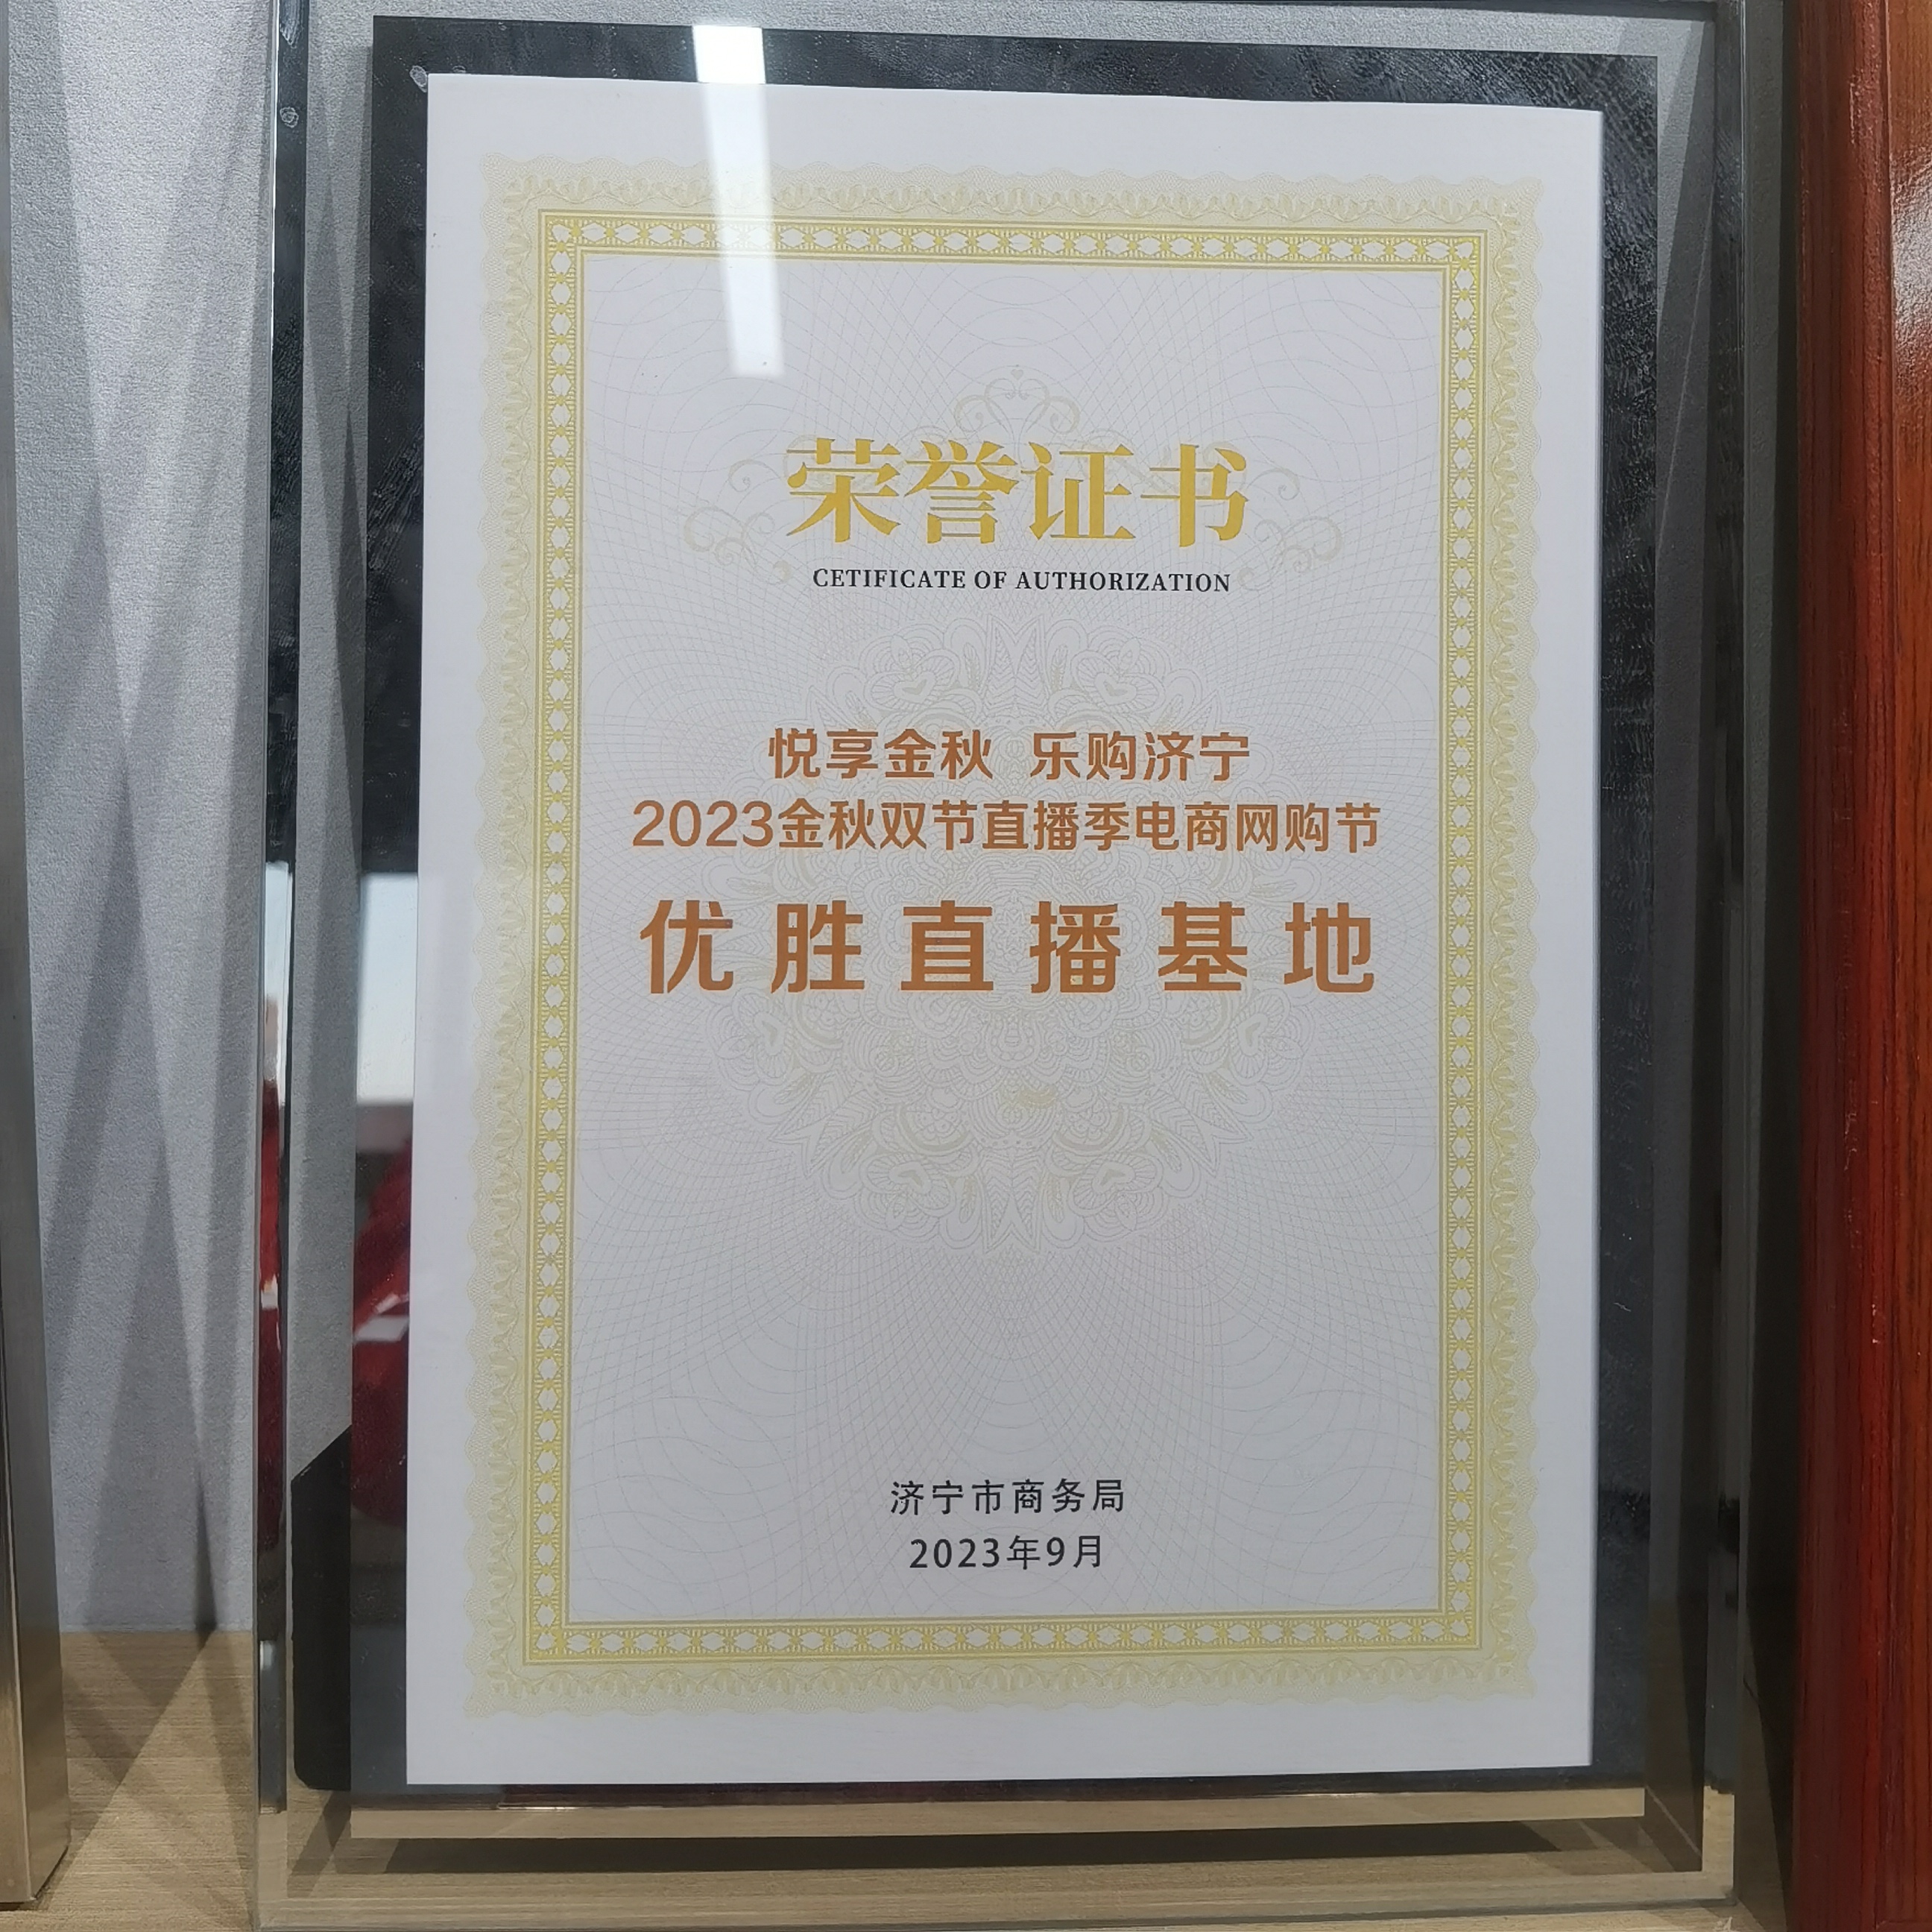 荣誉证书
CETIFICATE OF AUTHORIZATION
悦享金秋 乐购济宁
2023金秋双节直播季电商网购节
优胜直播基地
济宁市商务局
2023年9月